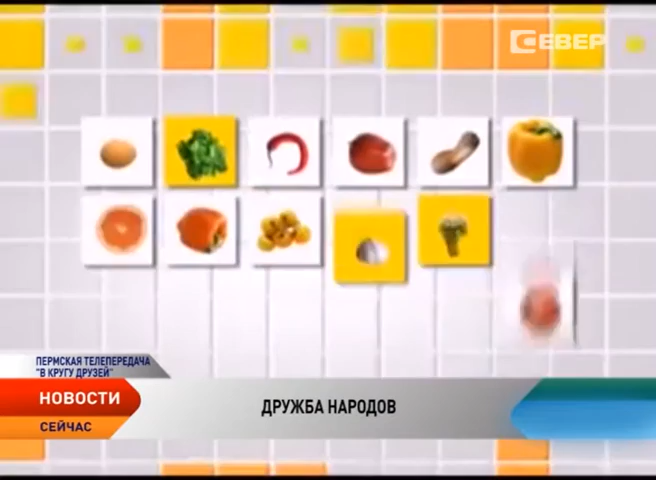 СЕВЕР
ПЕРМСКАЯ ТЕЛЕПЕРЕДАЧА
"В КРУГУ ДРУЗЕЙ"
НОВОСТИ
ДРУЖБА НАРОДОВ
СЕЙЧАС